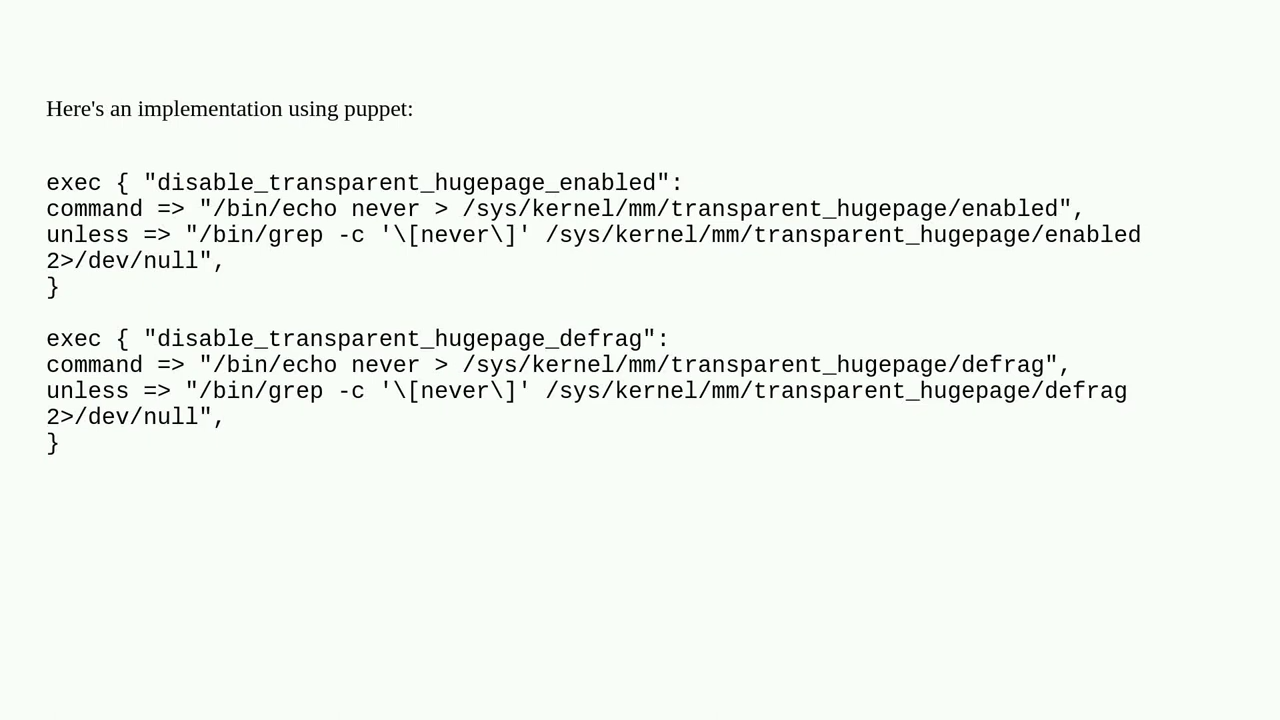 Here's an implementation using puppet:
exec { "disable_transparent_hugepage_enabled":
command => "/bin/echo never > /sys/kernel/mm/transparent_hugepage/enabled",
unless => "/bin/grep -c '\[never\]' /sys/kernel/mm/transparent_hugepage/enabled
2>/dev/null",
}
exec { "disable_transparent_hugepage_defrag":
command => "/bin/echo never > /sys/kernel/mm/transparent_hugepage/defrag",
unless => "/bin/grep -c '\[never\]' /sys/kernel/mm/transparent_hugepage/defrag
2>/dev/null",
}